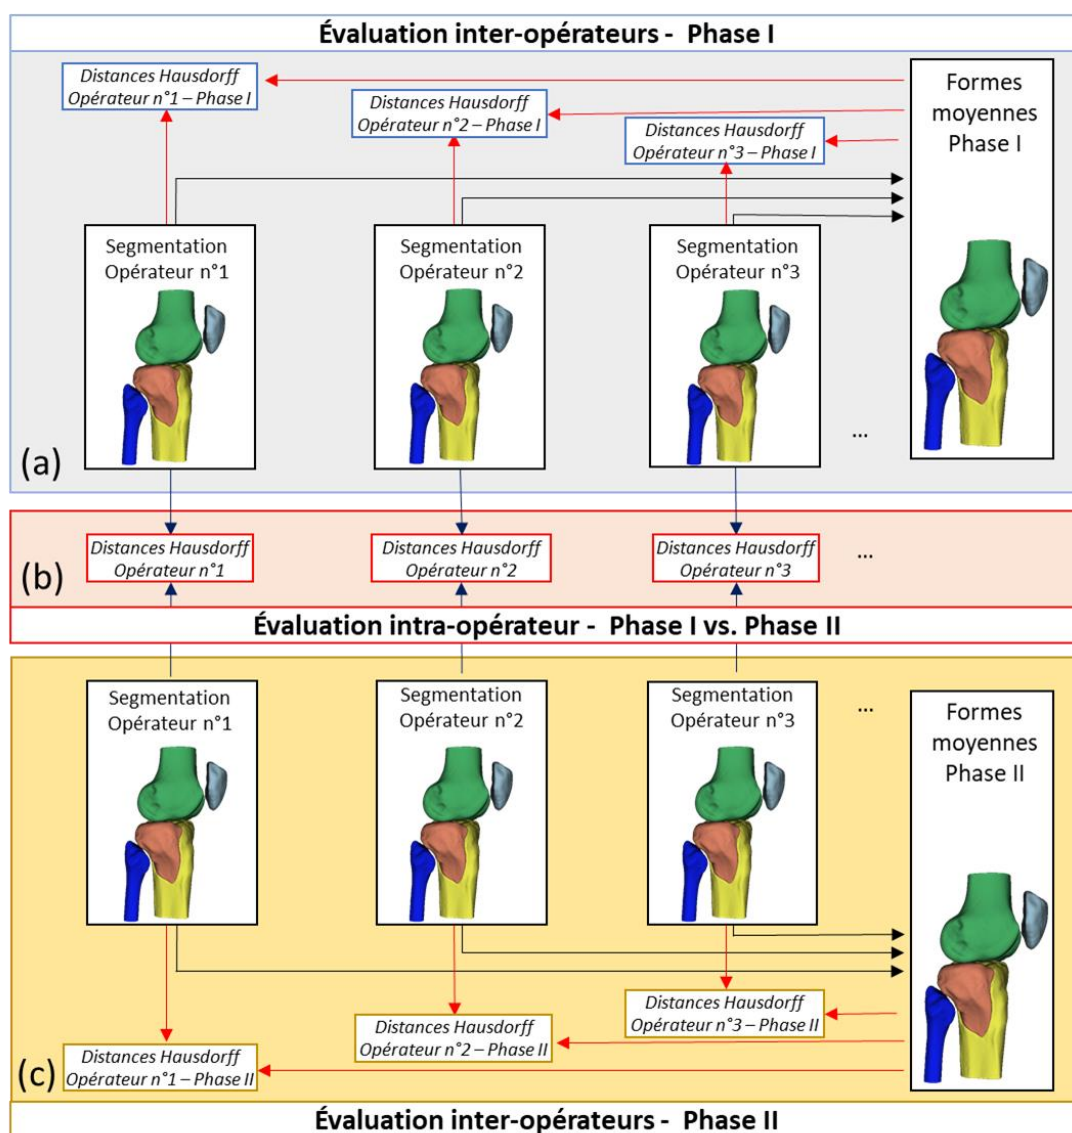 Évaluation inter-opérateurs - Phase I
Distances Hausdorff
Opérateur n°1 – Phase I
Distances Hausdorff
Opérateur n°2 – Phase I
Distances Hausdorff
Opérateur n°3 – Phase I
Formes
moyennes
Phase I
Segmentation
Opérateur n°1
Segmentation
Opérateur n°2
Segmentation
Opérateur n°3
...
(a)
Distances Hausdorff
Opérateur n°1
Distances Hausdorff
Opérateur n°2
Distances Hausdorff
Opérateur n°3
...
(b)
Évaluation intra-opérateur - Phase I vs. Phase II
Segmentation
Opérateur n°1
Segmentation
Opérateur n°2
Segmentation
Opérateur n°3
...
Formes
moyennes
Phase II
Distances Hausdorff
Opérateur n°3 – Phase II
Distances Hausdorff
Opérateur n°2 – Phase II
Distances Hausdorff
Opérateur n°1 – Phase II
(c)
Évaluation inter-opérateurs - Phase II